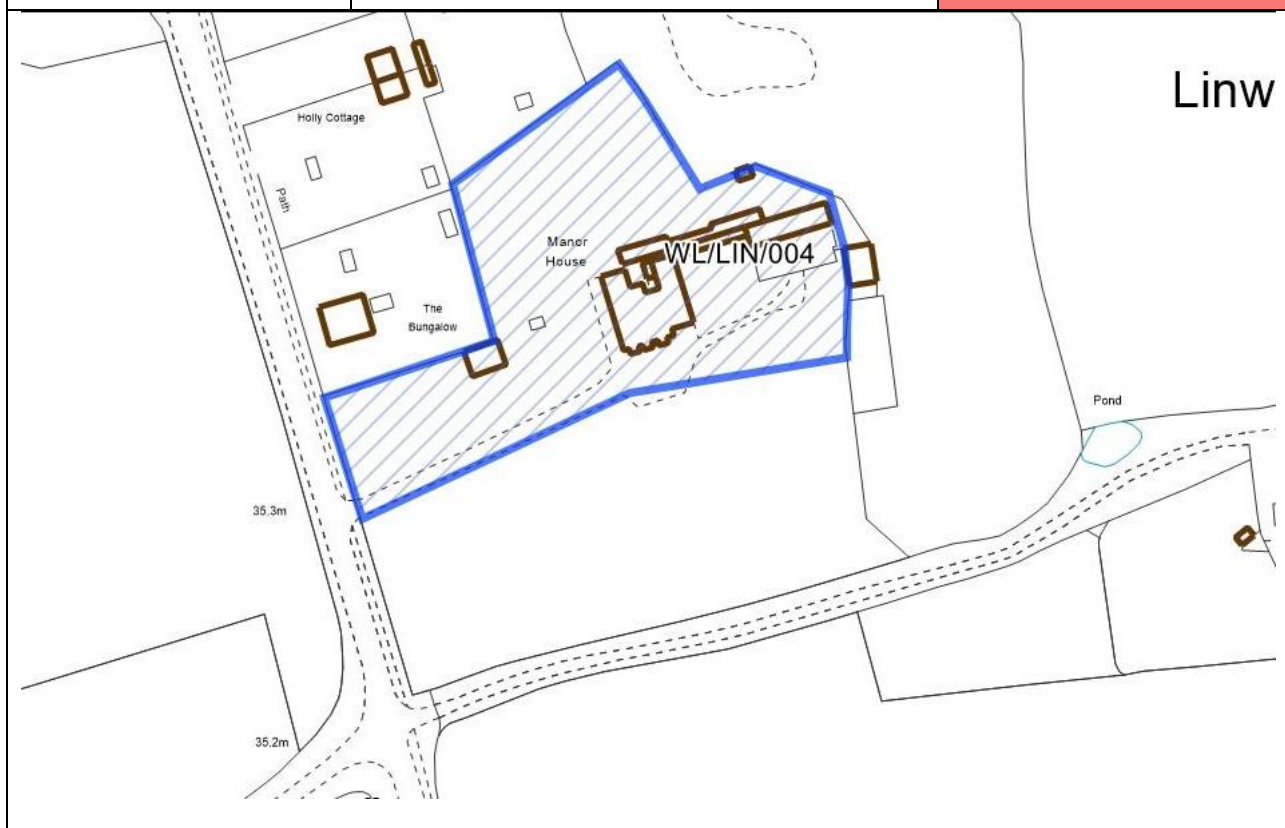 Linw
Holly Cottage
Path
Manor
House
WL/LIN/004
The
Bungalow
Pond
35.3m
35.2m